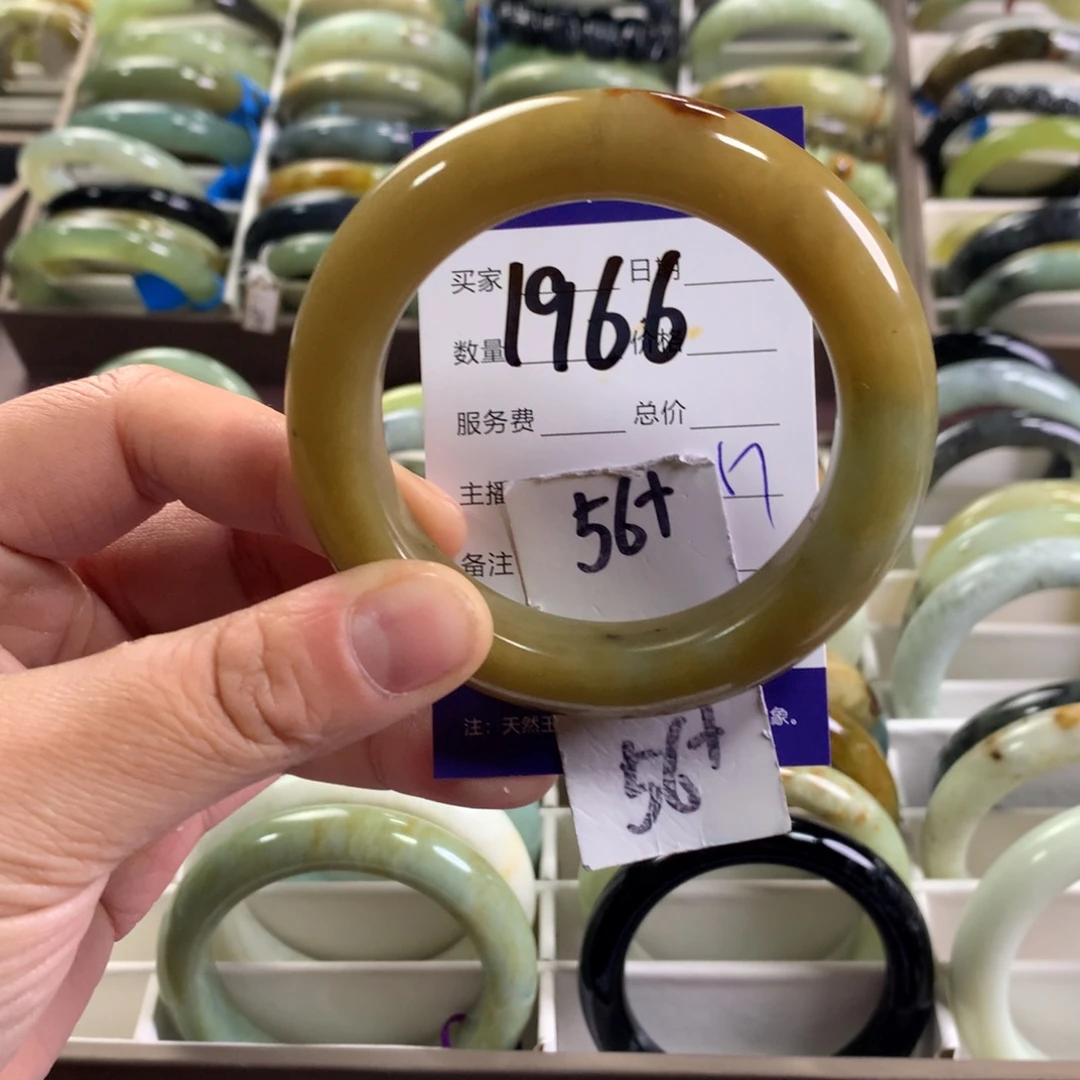 买家 1966 日期
数量 价格
服务费 总价
主播 17
56+
备注
注：天然玉 象。
56+